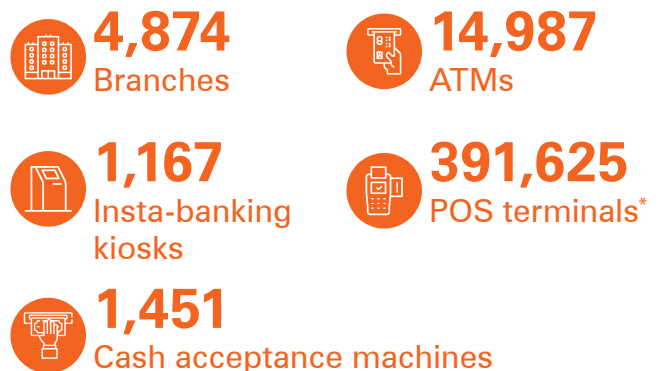 4,874
Branches
14,987
ATMs
1,167
Insta-banking
kiosks
391,625
POS terminals*
1,451
Cash acceptance machines